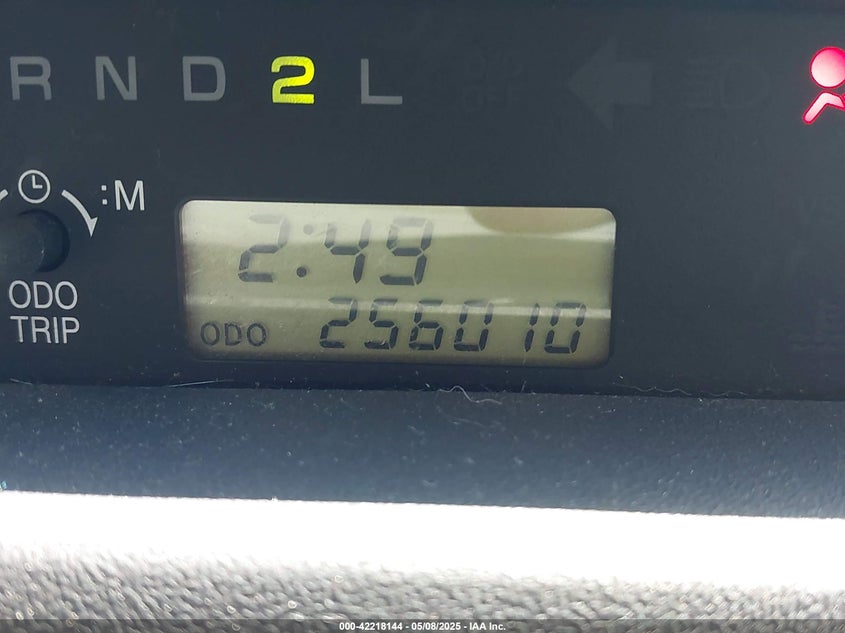 R N D 2 L
:M
2:49
ODO
TRIP
ODO 256010
000-42218144 - 05/08/2025 - IAA Inc.